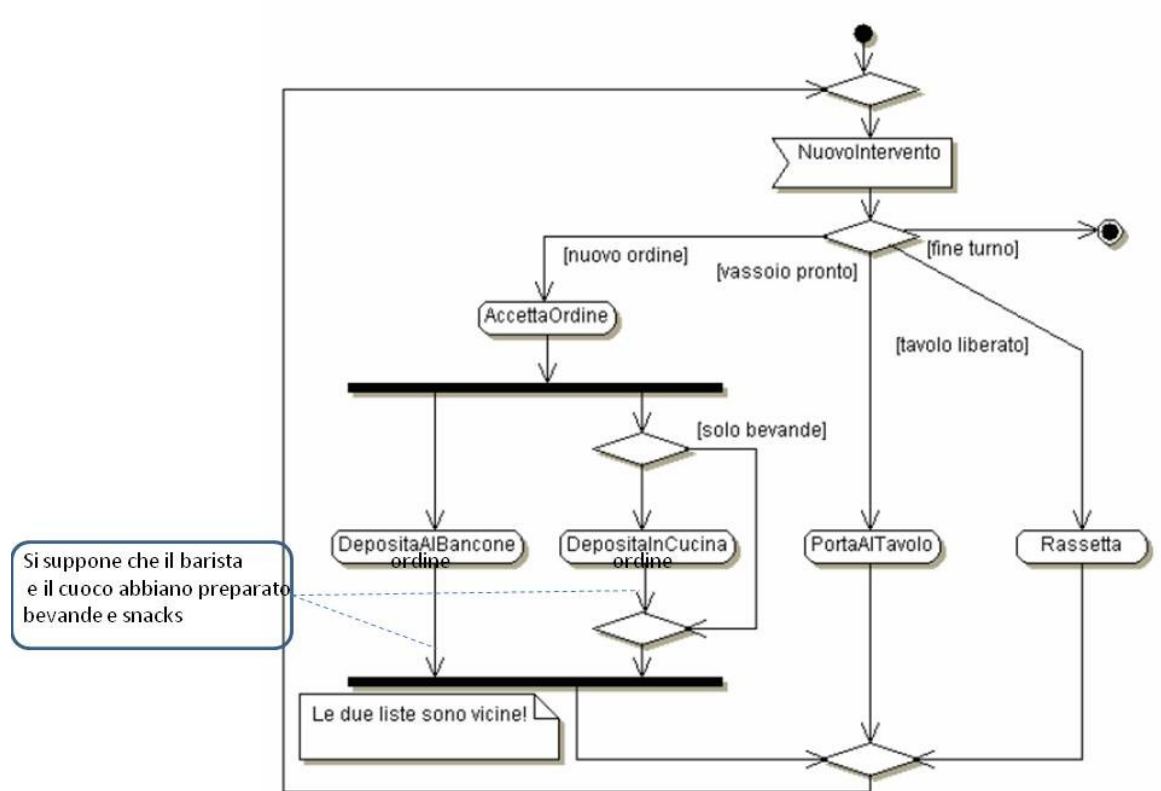 NuovoIntervento
[nuovo ordine]
[vassoio pronto]
[fine turno]
AccettaOrdine
[tavolo liberato]
[solo bevande]
DepositaAlBancone
ordine
DepositaInCucina
ordine
PortaAlTavolo
Rassetta
Si suppone che il barista
e il cuoco abbiano preparato
bevande e snacks
Le due liste sono vicine!